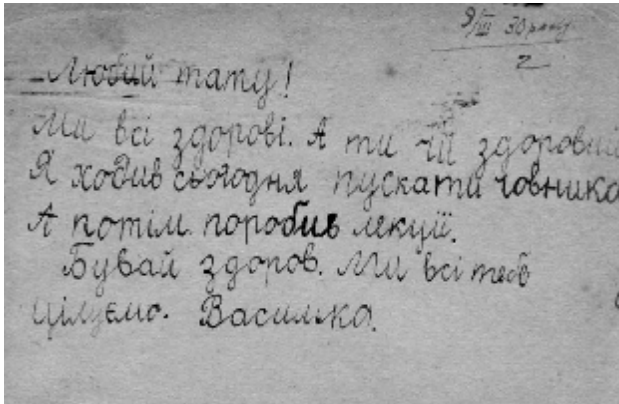 9/III 30 року
2
Любий тату!
Ми всі здорові. А ти чи здоровий
Я ходив сьогодня пускати човника
А потім поробив лекції.
Бувай здоров. Ми всі тебе
цілуємо. Василько.